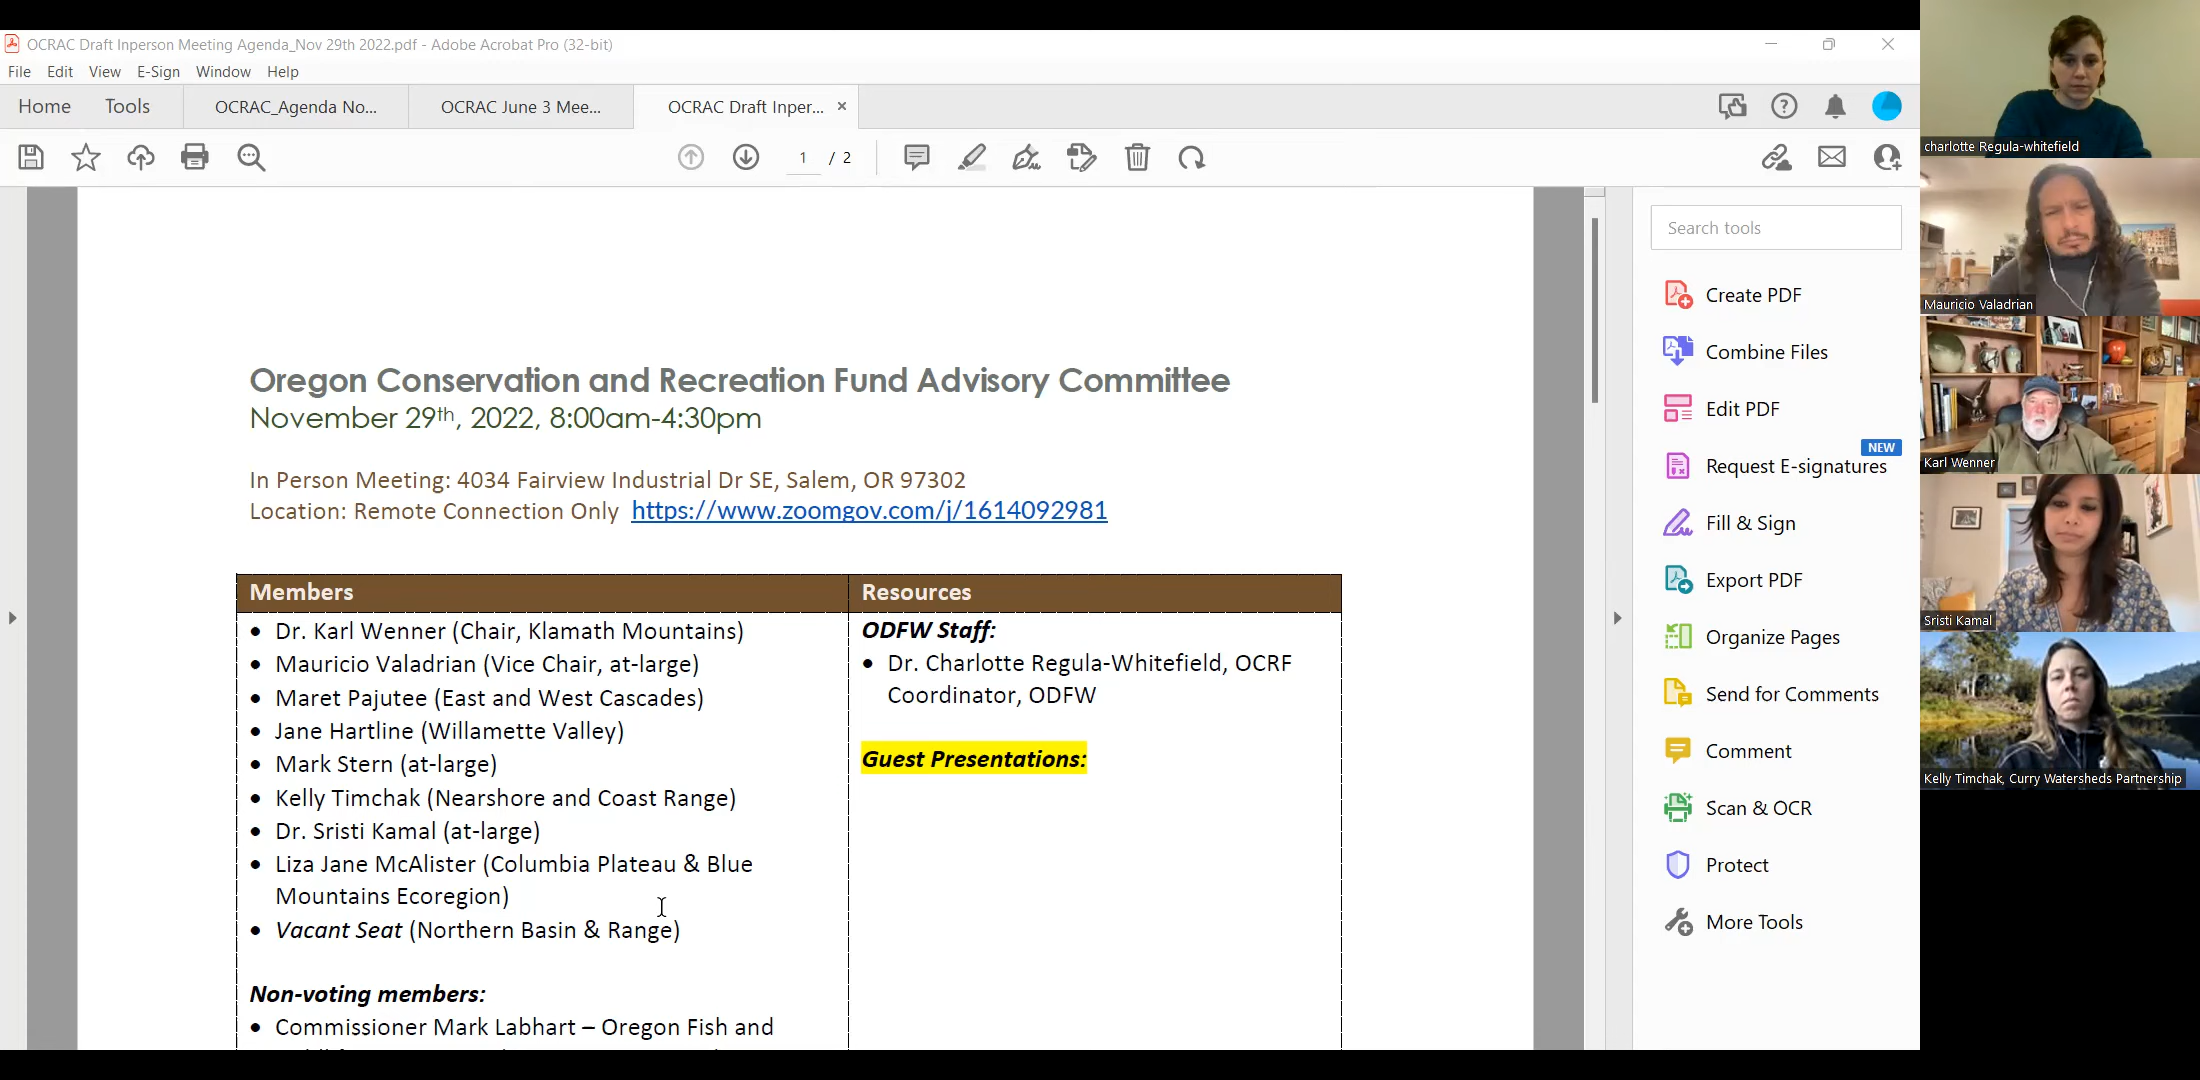 OCRAC Draft Inperson Meeting Agenda_Nov 29th 2022.pdf - Adobe Acrobat Pro (32-bit)
File Edit View E-Sign Window Help
Home Tools OCRAC_Agenda No... OCRAC June 3 Mee... OCRAC Draft Inper... ×
1 / 2
Oregon Conservation and Recreation Fund Advisory Committee
November 29th, 2022, 8:00am-4:30pm
In Person Meeting: 4034 Fairview Industrial Dr SE, Salem, OR 97302
Location: Remote Connection Only https://www.zoomgov.com/j/1614092981
Members
• Dr. Karl Wenner (Chair, Klamath Mountains)
• Mauricio Valadrian (Vice Chair, at-large)
• Maret Pajutee (East and West Cascades)
• Jane Hartline (Willamette Valley)
• Mark Stern (at-large)
• Kelly Timchak (Nearshore and Coast Range)
• Dr. Sristi Kamal (at-large)
• Liza Jane McAlister (Columbia Plateau & Blue
Mountains Ecoregion)
• Vacant Seat (Northern Basin & Range)
Non-voting members:
• Commissioner Mark Labhart – Oregon Fish and
Resources
ODFW Staff:
• Dr. Charlotte Regula-Whitefield, OCRF
Coordinator, ODFW
Guest Presentations:
Search tools
Create PDF
Combine Files
Edit PDF
NEW
Request E-signatures
Fill & Sign
Export PDF
Organize Pages
Send for Comments
Comment
Scan & OCR
Protect
More Tools
charlotte Regula-whitefield
Mauricio Valadrian
Karl Wenner
Sristi Kamal
Kelly Timchak, Curry Watersheds Partnership